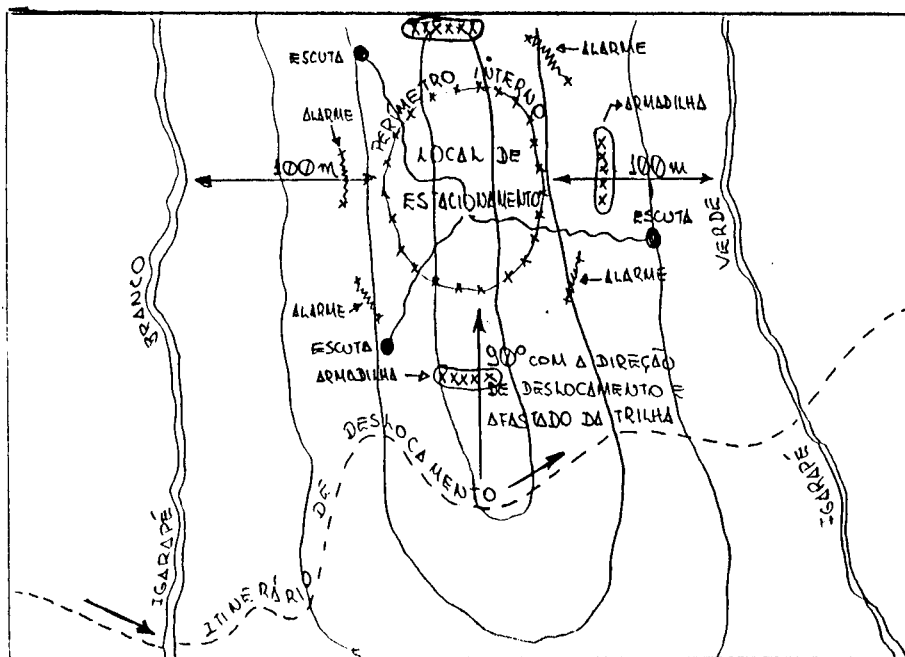 ESCUTA
ALARME
PERÍMETRO INTERNO
ARMADILHA
ALARME
LOCAL DE
ESTACIONAMENTO
100m
100m
ESCUTA
VERDE
BRANCO
ALARME
ALARME
ESCUTA
ARMADILHA
90° COM A DIREÇÃO
DE DESLOCAMENTO E
AFASTADO DA TRILHA
ITINERÁRIO DE DESLOCAMENTO
IGARAPÉ
IGARAPÉ